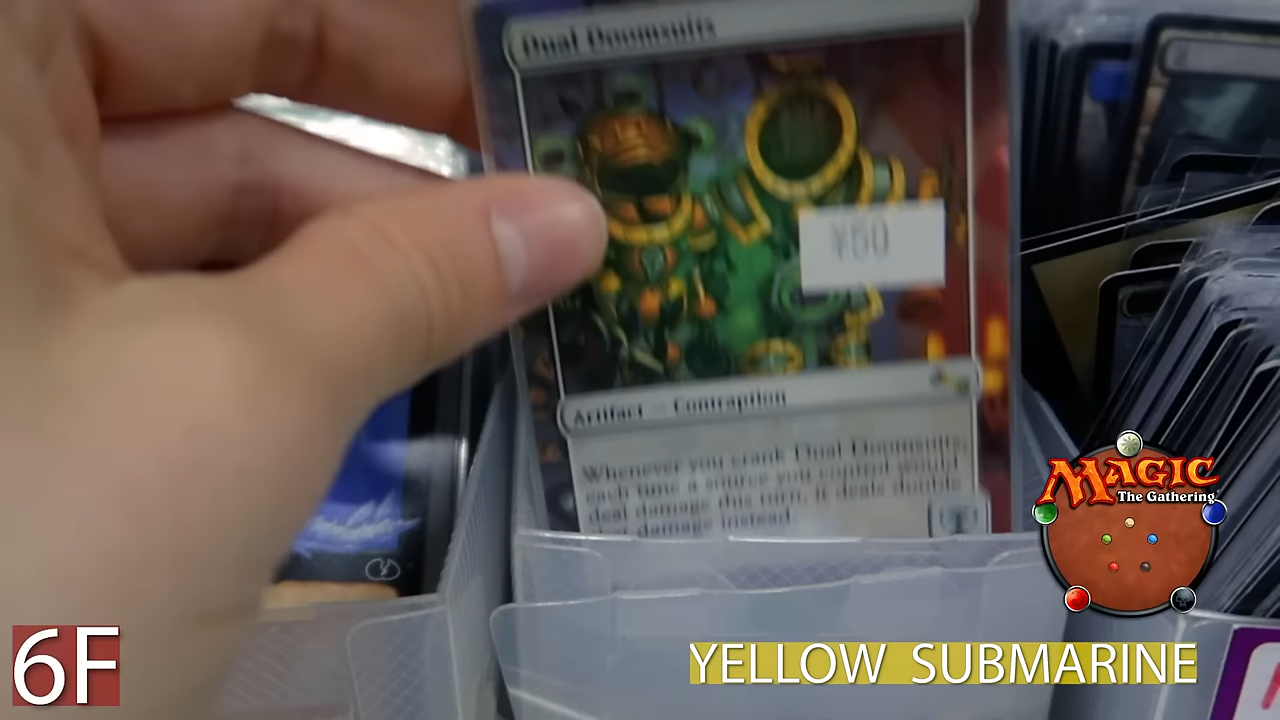 Dual Doomsuits
¥50
Artifact — Contraption
Whenever you crank Dual Doomsuits,
each time a source you control would
deal damage this turn, it deals double
that damage instead.
MAGIC
The Gathering
6F
YELLOW SUBMARINE